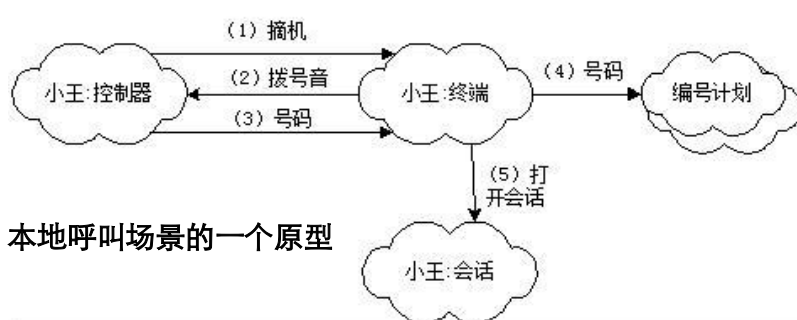 （1）摘机
小王:控制器
（2）拨号音
小王:终端
（4）号码
编号计划
（3）号码
（5）打
开会话
本地呼叫场景的一个原型
小王:会话